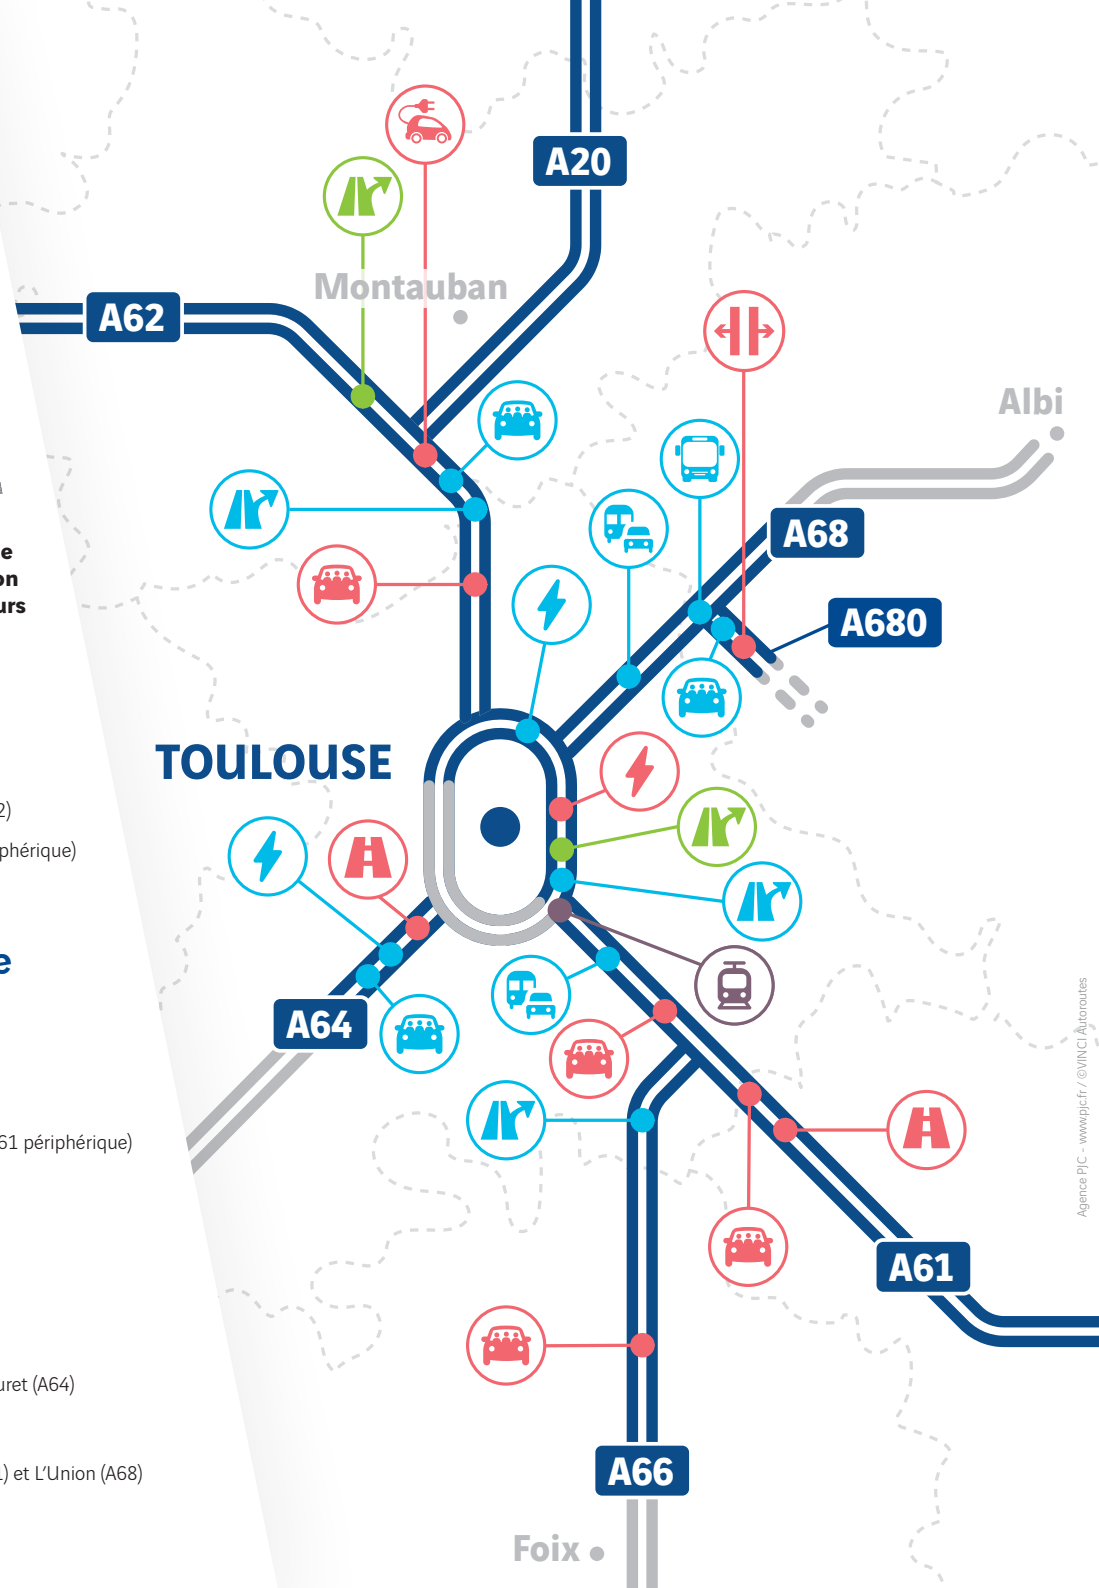 A20
Montauban
A62
Albi
A68
e
on
urs
A680
TOULOUSE
2)
phérique)
e
A64
61 périphérique)
A61
uret (A64)
) et L'Union (A68)
A66
Foix
Agence PJC - www.pjc.fr / ©VINCI Autoroutes